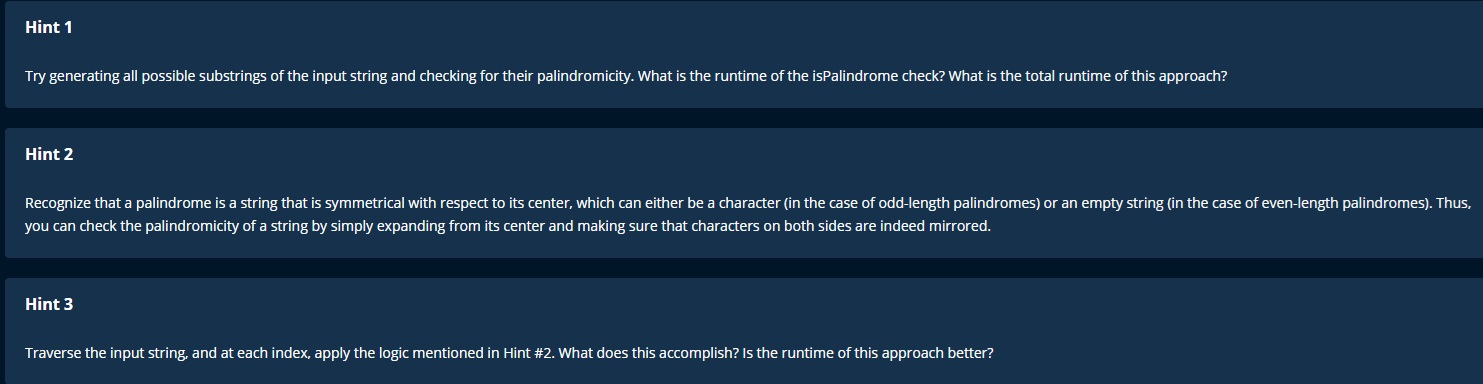 Hint 1
Try generating all possible substrings of the input string and checking for their palindromicity. What is the runtime of the isPalindrome check? What is the total runtime of this approach?
Hint 2
Recognize that a palindrome is a string that is symmetrical with respect to its center, which can either be a character (in the case of odd-length palindromes) or an empty string (in the case of even-length palindromes). Thus,
you can check the palindromicity of a string by simply expanding from its center and making sure that characters on both sides are indeed mirrored.
Hint 3
Traverse the input string, and at each index, apply the logic mentioned in Hint #2. What does this accomplish? Is the runtime of this approach better?